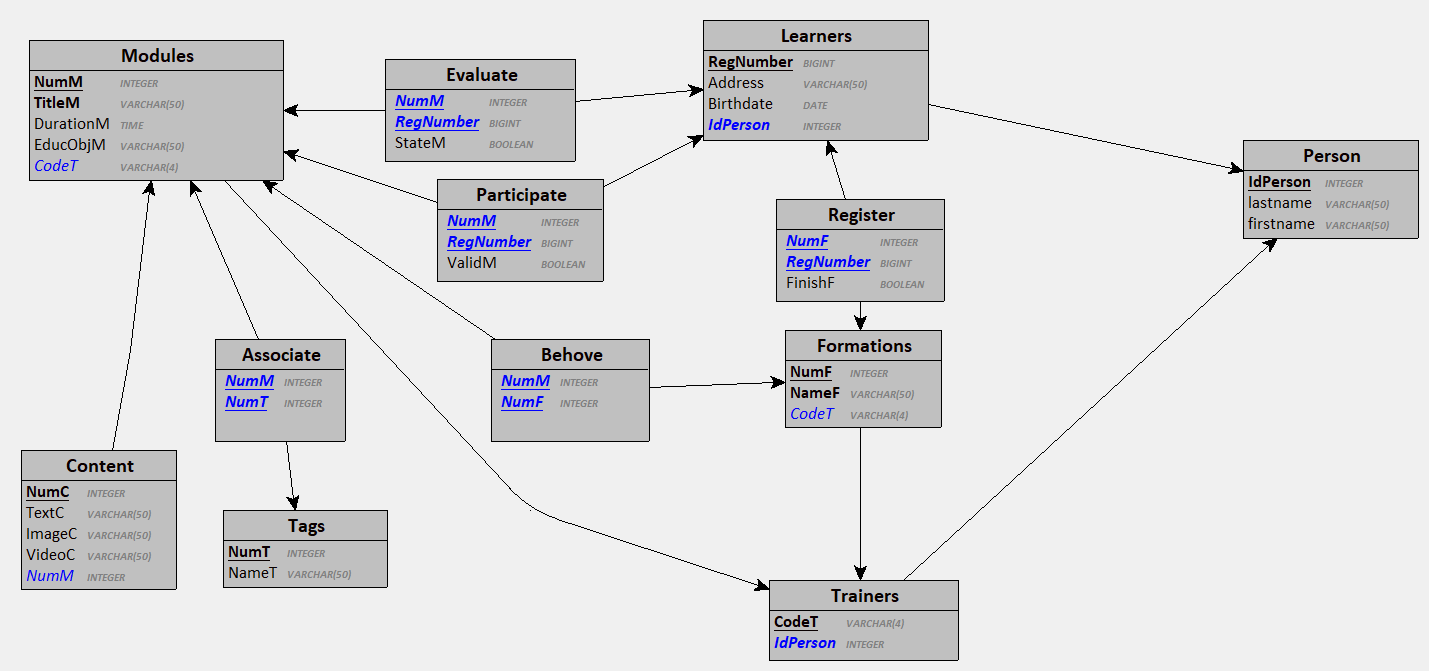 Modules
NumM INTEGER
TitleM VARCHAR(50)
DurationM TIME
EducObjM VARCHAR(50)
CodeT VARCHAR(4)
Evaluate
NumM INTEGER
RegNumber BIGINT
StateM BOOLEAN
Learners
RegNumber BIGINT
Address VARCHAR(50)
Birthdate DATE
IdPerson INTEGER
Person
IdPerson INTEGER
lastname VARCHAR(50)
firstname VARCHAR(50)
Participate
NumM INTEGER
RegNumber BIGINT
ValidM BOOLEAN
Register
NumF INTEGER
RegNumber BIGINT
FinishF BOOLEAN
Associate
NumM INTEGER
NumT INTEGER
Behove
NumM INTEGER
NumF INTEGER
Formations
NumF INTEGER
NameF VARCHAR(50)
CodeT VARCHAR(4)
Content
NumC INTEGER
TextC VARCHAR(50)
ImageC VARCHAR(50)
VideoC VARCHAR(50)
NumM INTEGER
Tags
NumT INTEGER
NameT VARCHAR(50)
Trainers
CodeT VARCHAR(4)
IdPerson INTEGER